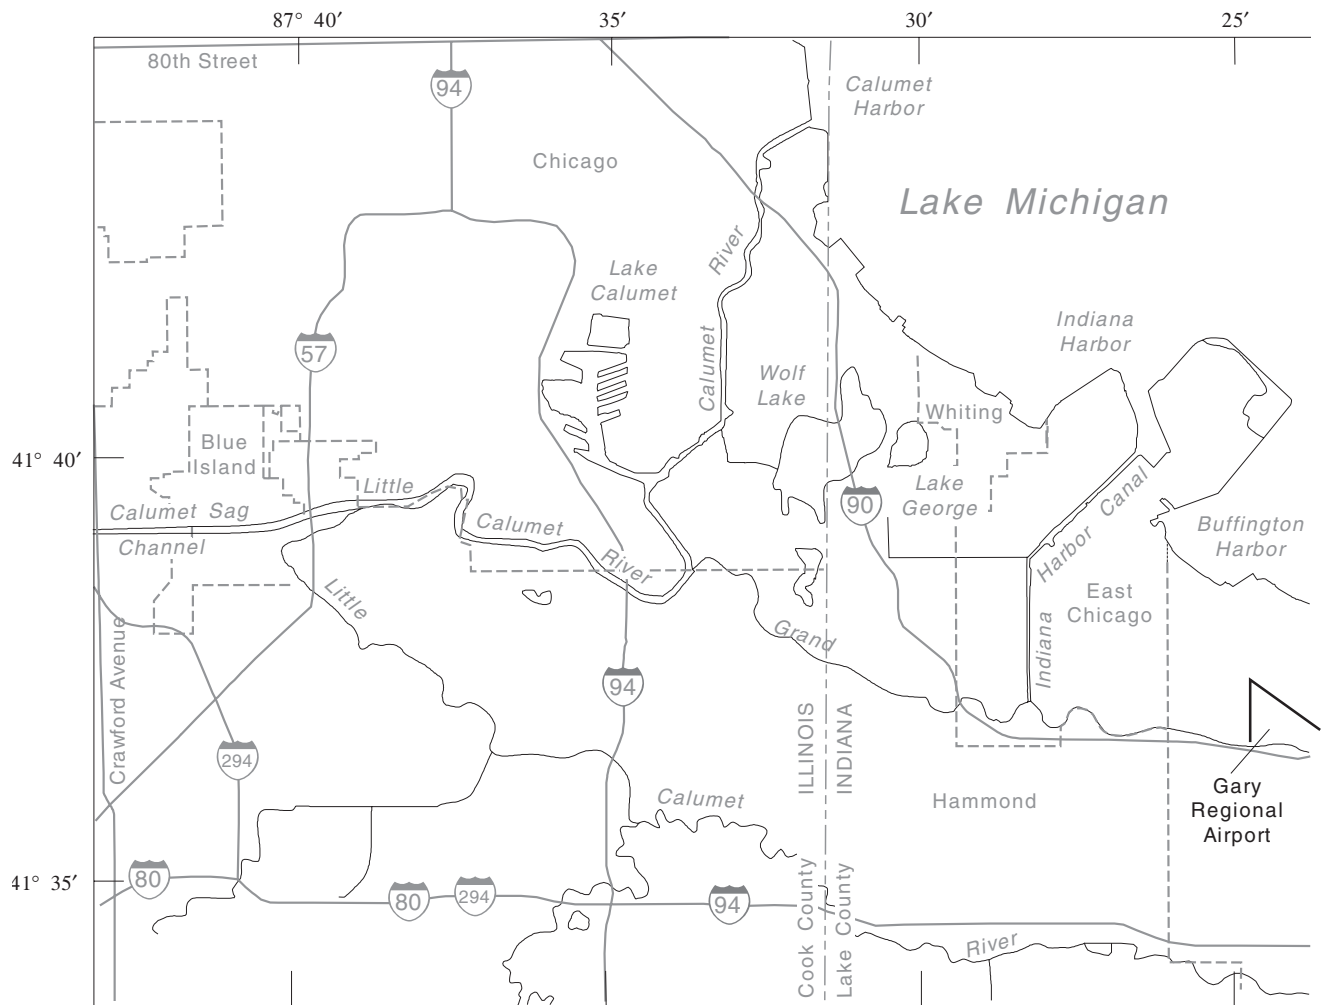 87° 40′
35′
30′
25′
80th Street
94
Calumet
Harbor
Chicago
Lake Michigan
River
Lake
Calumet
Indiana
Harbor
57
Calumet
Wolf
Lake
Whiting
Blue
Island
41° 40′
Little
Lake
George
90
Calumet Sag
Channel
Calumet
River
Harbor Canal
Buffington
Harbor
Little
East
Chicago
Grand
Indiana
Crawford Avenue
94
ILLINOIS
INDIANA
294
Calumet
Hammond
Gary
Regional
Airport
41° 35′
80
80
294
94
Cook County
Lake County
River